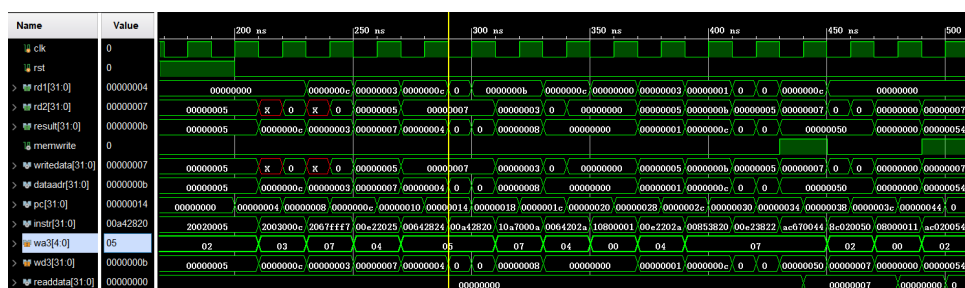 Name Value 200 ns 250 ns 300 ns 350 ns 400 ns 450 ns 500
clk 0
rst 0
rd1[31:0] 00000004 00000000 0000000c 00000003 0000000c 0 0000000b 0000000c 00000000 00000003 00000001 0 0 0000000c 00000000
rd2[31:0] 00000007 00000005 X 0 X 0 00000005 00000007 00000003 0 00000000 00000005 0000000b 00000005 00000007 0 0 00000000 00000007
result[31:0] 0000000b 00000005 0000000c 00000003 00000007 00000004 0 0 00000008 00000000 00000001 0000000c 0 0 00000050 00000000 00000054
memwrite 0
writedata[31:0] 00000007 00000005 X 0 X 0 00000005 00000007 00000003 0 00000000 00000005 0000000b 00000005 00000007 0 0 00000000 00000007
dataadr[31:0] 0000000b 00000005 0000000c 00000003 00000007 00000004 0 0 00000008 00000000 00000001 0000000c 0 0 00000050 00000000 00000054
pc[31:0] 00000014 00000000 00000004 00000008 0000000c 00000010 00000014 00000018 0000001c 00000020 00000028 0000002c 00000030 00000034 00000038 0000003c 00000044 0
instr[31:0] 00a42820 20020005 2003000c 2067fff7 00e22025 00642824 00a42820 10a7000a 0064202a 10800001 00e2202a 00853820 00e23822 ac670044 8c020050 08000011 ac020054
wa3[4:0] 05 02 03 07 04 05 07 04 00 04 07 02 00 02
wd3[31:0] 0000000b 00000005 0000000c 00000003 00000007 00000004 0 0 00000008 00000000 00000001 0000000c 0 0 00000050 00000007 00000000 00000054
readdata[31:0] 00000000 00000000 00000007 00000000 0